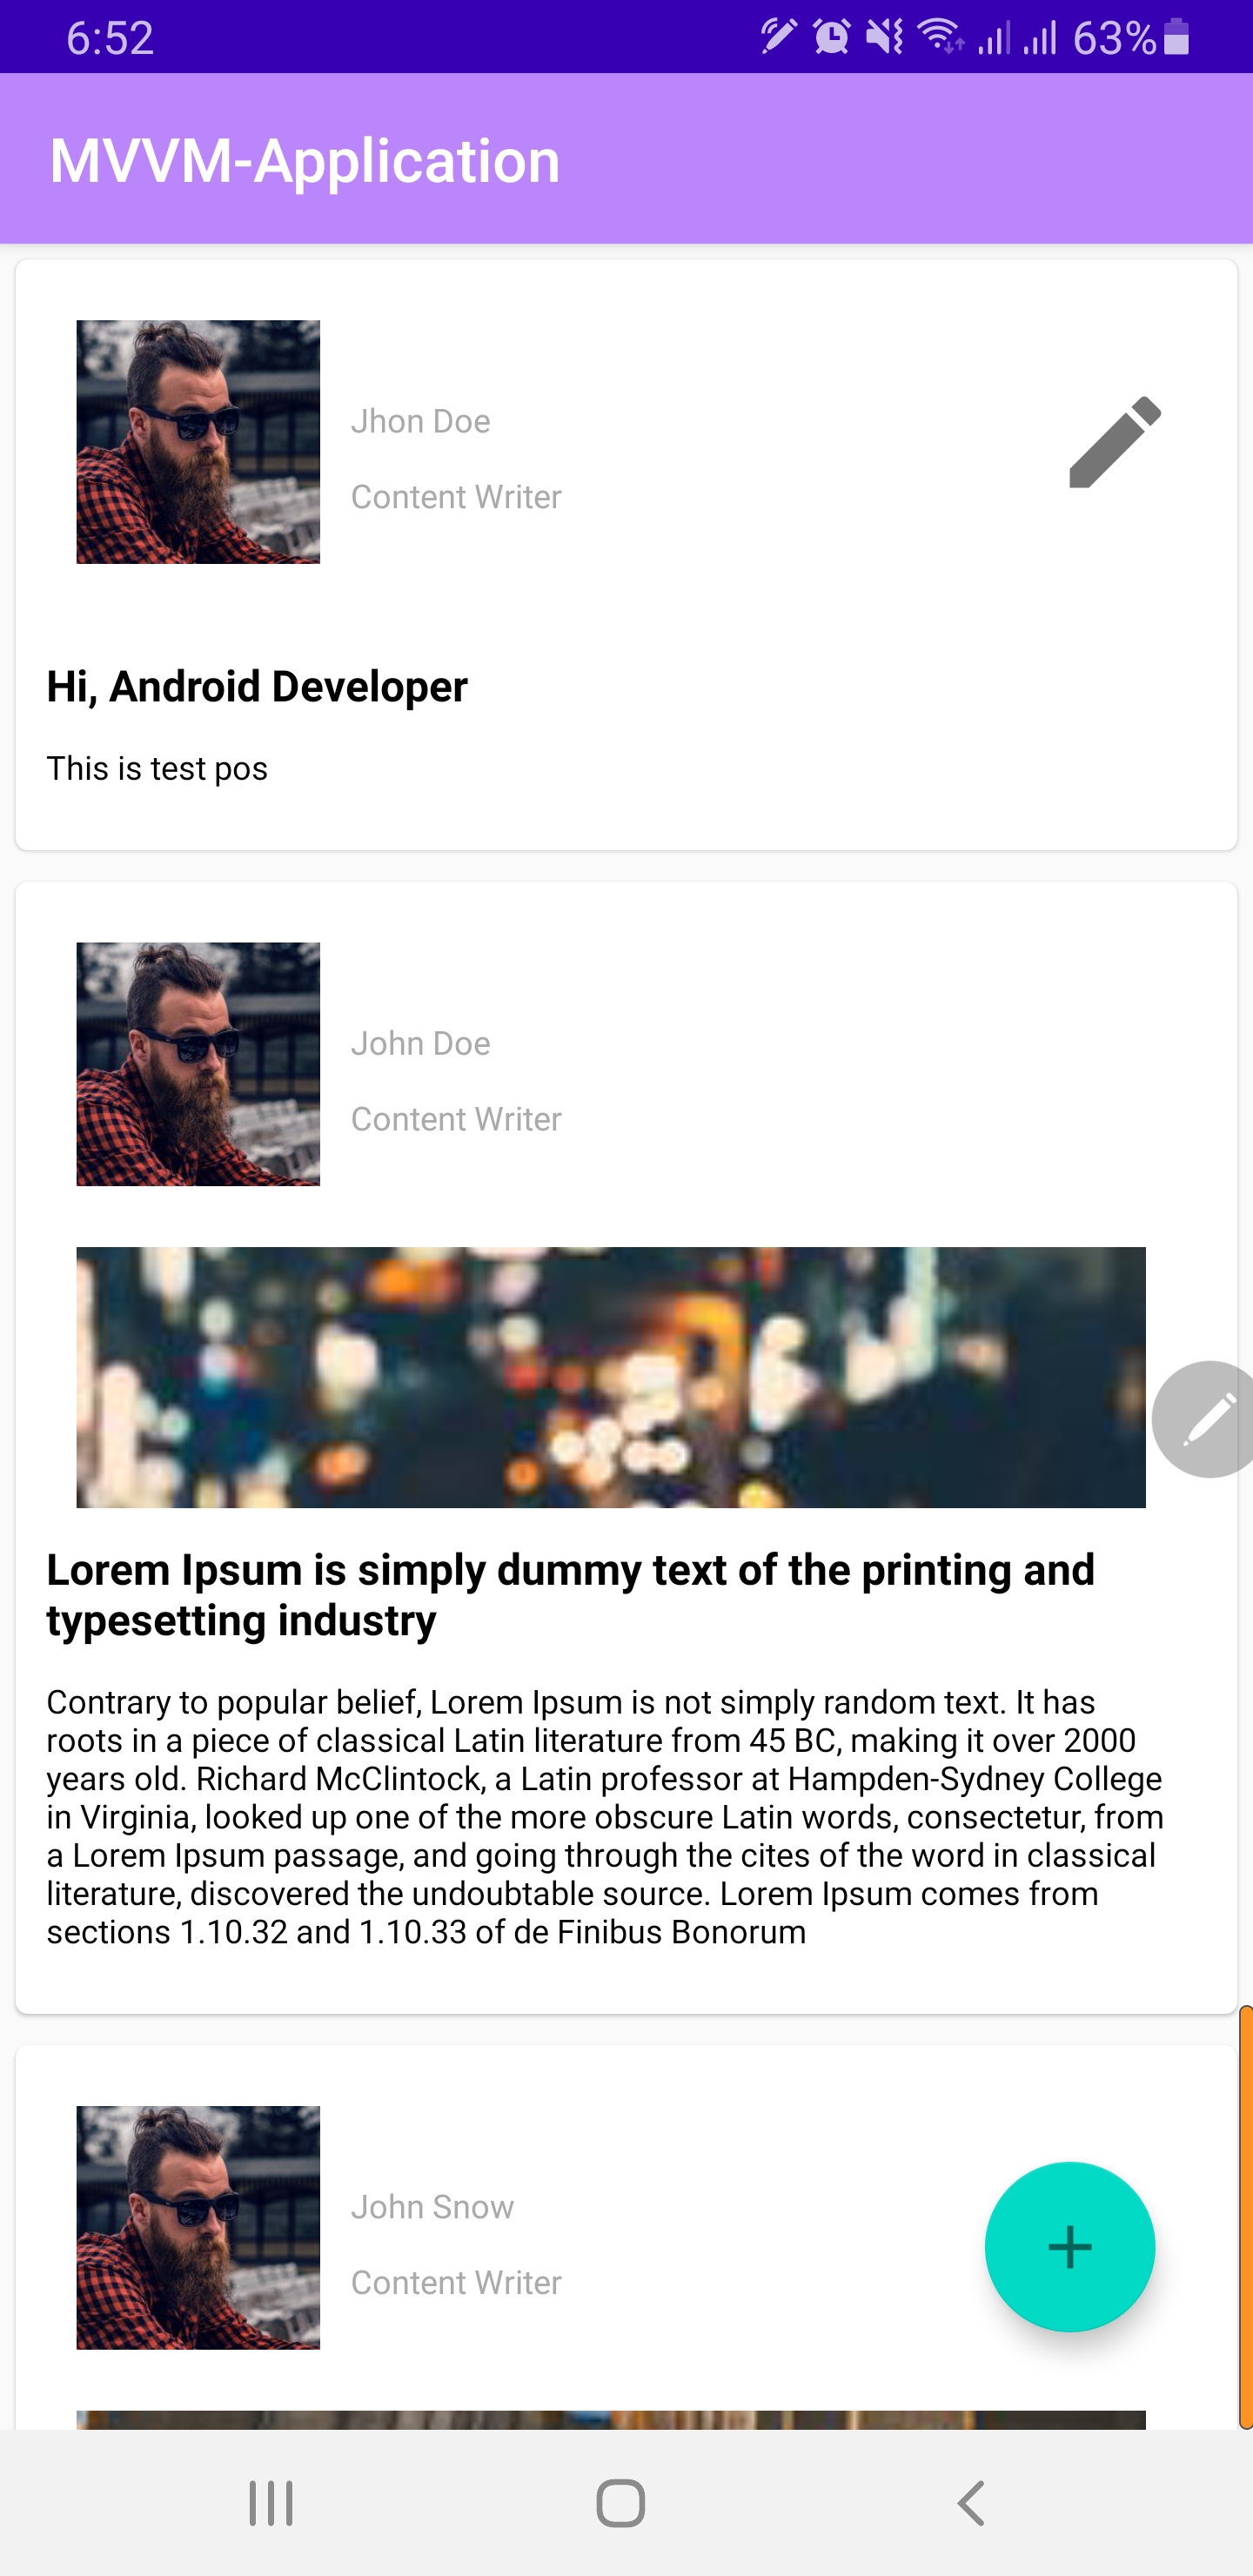 6:52
63%
MVVM-Application
Jhon Doe
Content Writer
Hi, Android Developer
This is test pos
John Doe
Content Writer
Lorem Ipsum is simply dummy text of the printing and
typesetting industry
Contrary to popular belief, Lorem Ipsum is not simply random text. It has
roots in a piece of classical Latin literature from 45 BC, making it over 2000
years old. Richard McClintock, a Latin professor at Hampden-Sydney College
in Virginia, looked up one of the more obscure Latin words, consectetur, from
a Lorem Ipsum passage, and going through the cites of the word in classical
literature, discovered the undoubtable source. Lorem Ipsum comes from
sections 1.10.32 and 1.10.33 of de Finibus Bonorum
John Snow
Content Writer